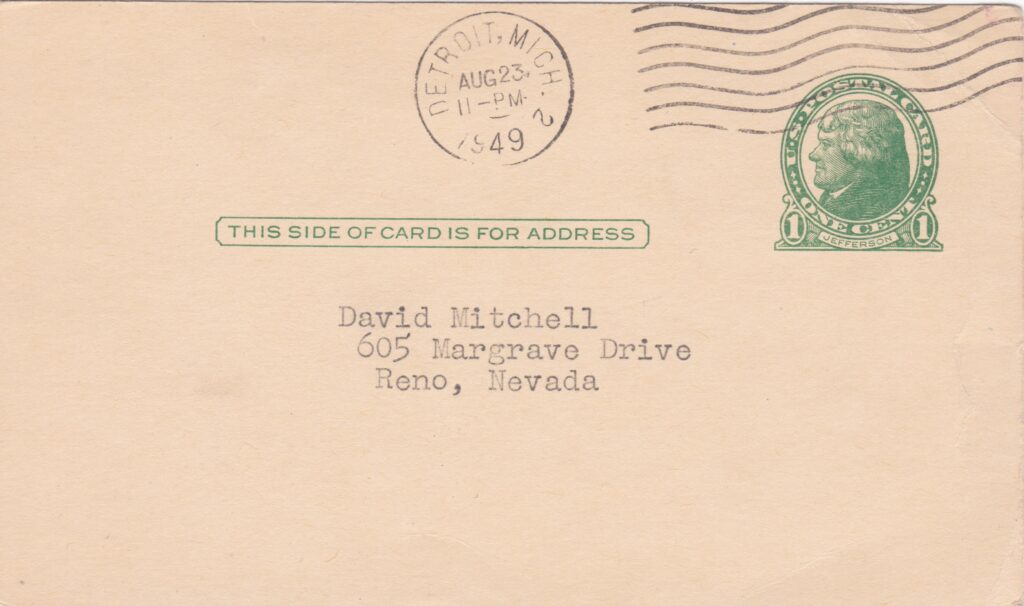 DETROIT, MICH. 2
AUG 23
11-PM
1949
U.S. POSTAL CARD
1 ONE CENT 1
JEFFERSON
THIS SIDE OF CARD IS FOR ADDRESS
David Mitchell
605 Margrave Drive
Reno, Nevada